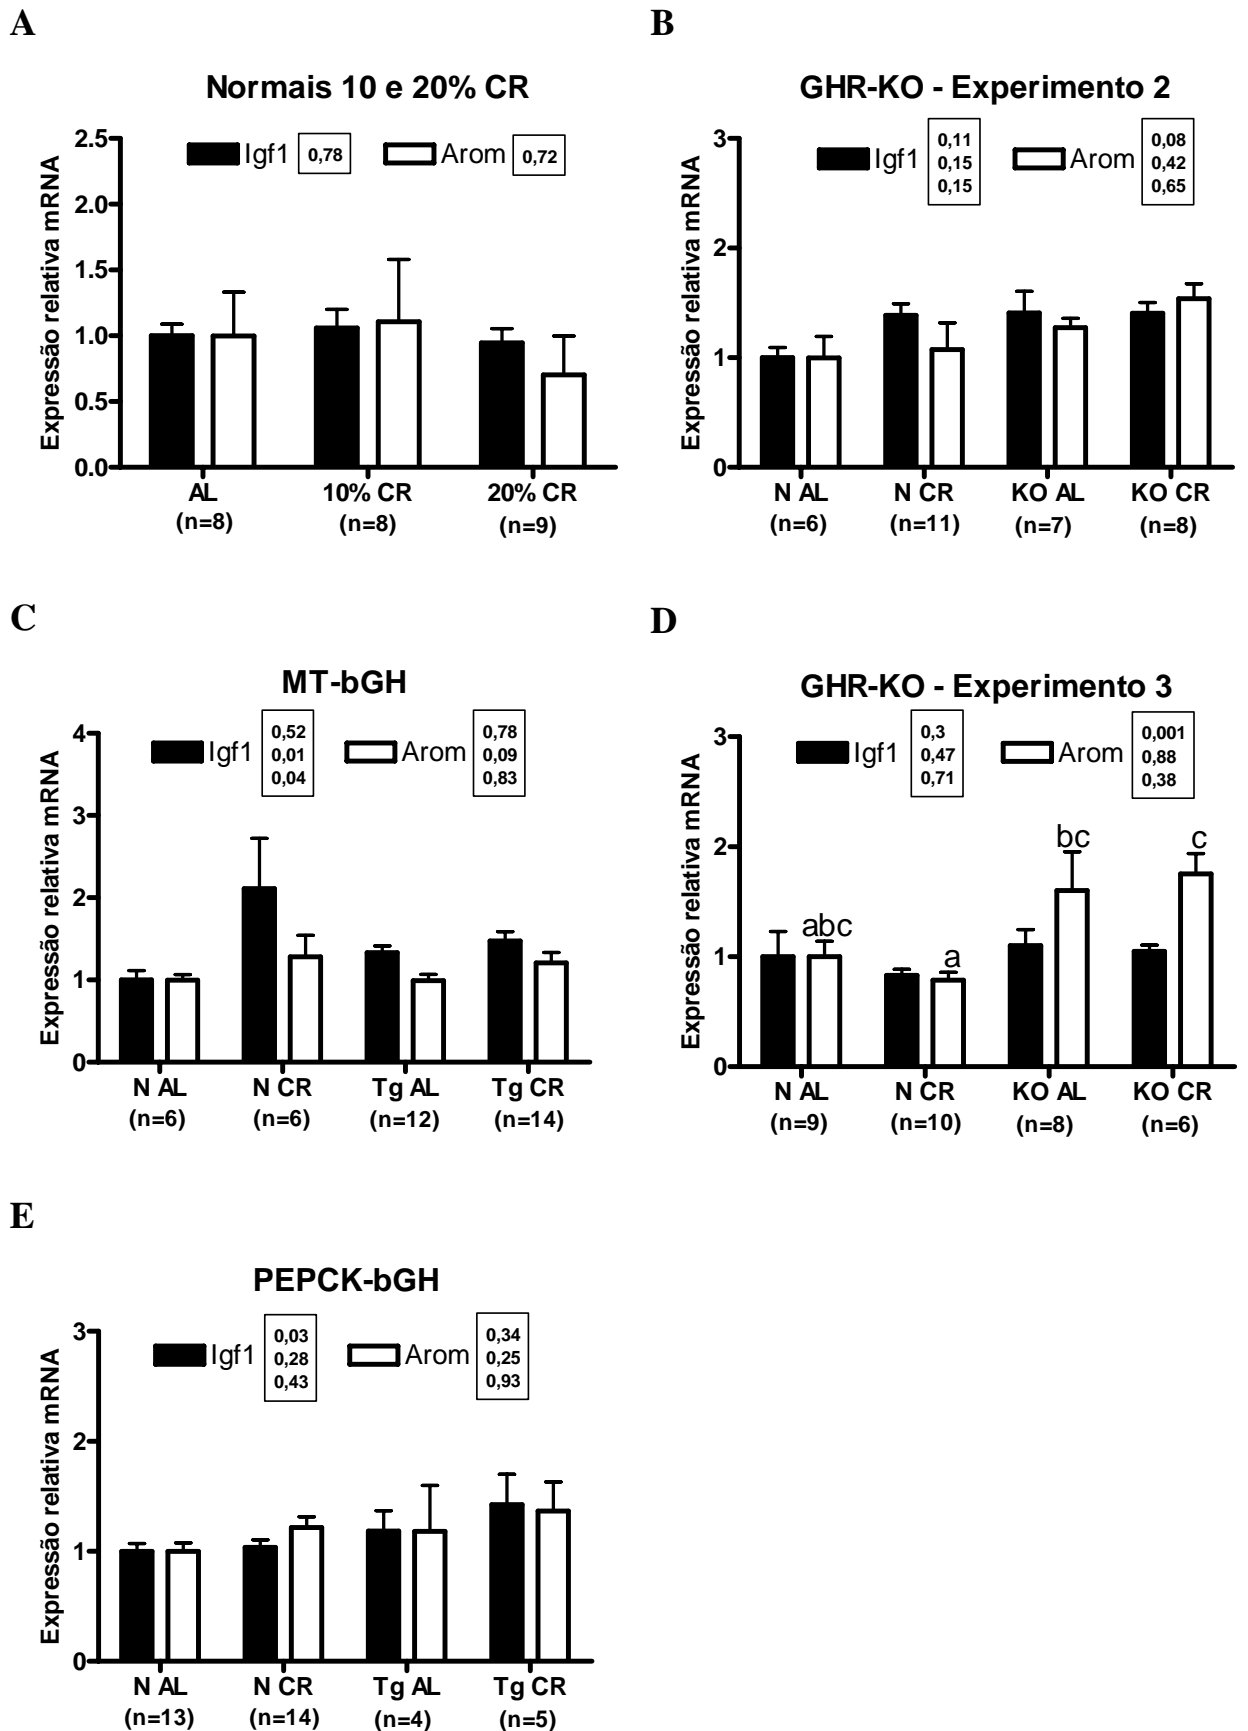 A
Normais 10 e 20% CR
Igf1 0,78 Arom 0,72
Expressão relativa mRNA
2.5
2.0
1.5
1.0
0.5
0.0
AL 10% CR 20% CR
(n=8) (n=8) (n=9)
B
GHR-KO - Experimento 2
Igf1 Arom
0,11 0,08
0,15 0,42
0,15 0,65
Expressão relativa mRNA
3
2
1
0
N AL N CR KO AL KO CR
(n=6) (n=11) (n=7) (n=8)
C
MT-bGH
Igf1 Arom
0,52 0,78
0,01 0,09
0,04 0,83
Expressão relativa mRNA
4
3
2
1
0
N AL N CR Tg AL Tg CR
(n=6) (n=6) (n=12) (n=14)
D
GHR-KO - Experimento 3
Igf1 Arom
0,3 0,001
0,47 0,88
0,71 0,38
Expressão relativa mRNA
3
2
1
0
abc a bc c
N AL N CR KO AL KO CR
(n=9) (n=10) (n=8) (n=6)
E
PEPCK-bGH
Igf1 Arom
0,03 0,34
0,28 0,25
0,43 0,93
Expressão relativa mRNA
3
2
1
0
N AL N CR Tg AL Tg CR
(n=13) (n=14) (n=4) (n=5)